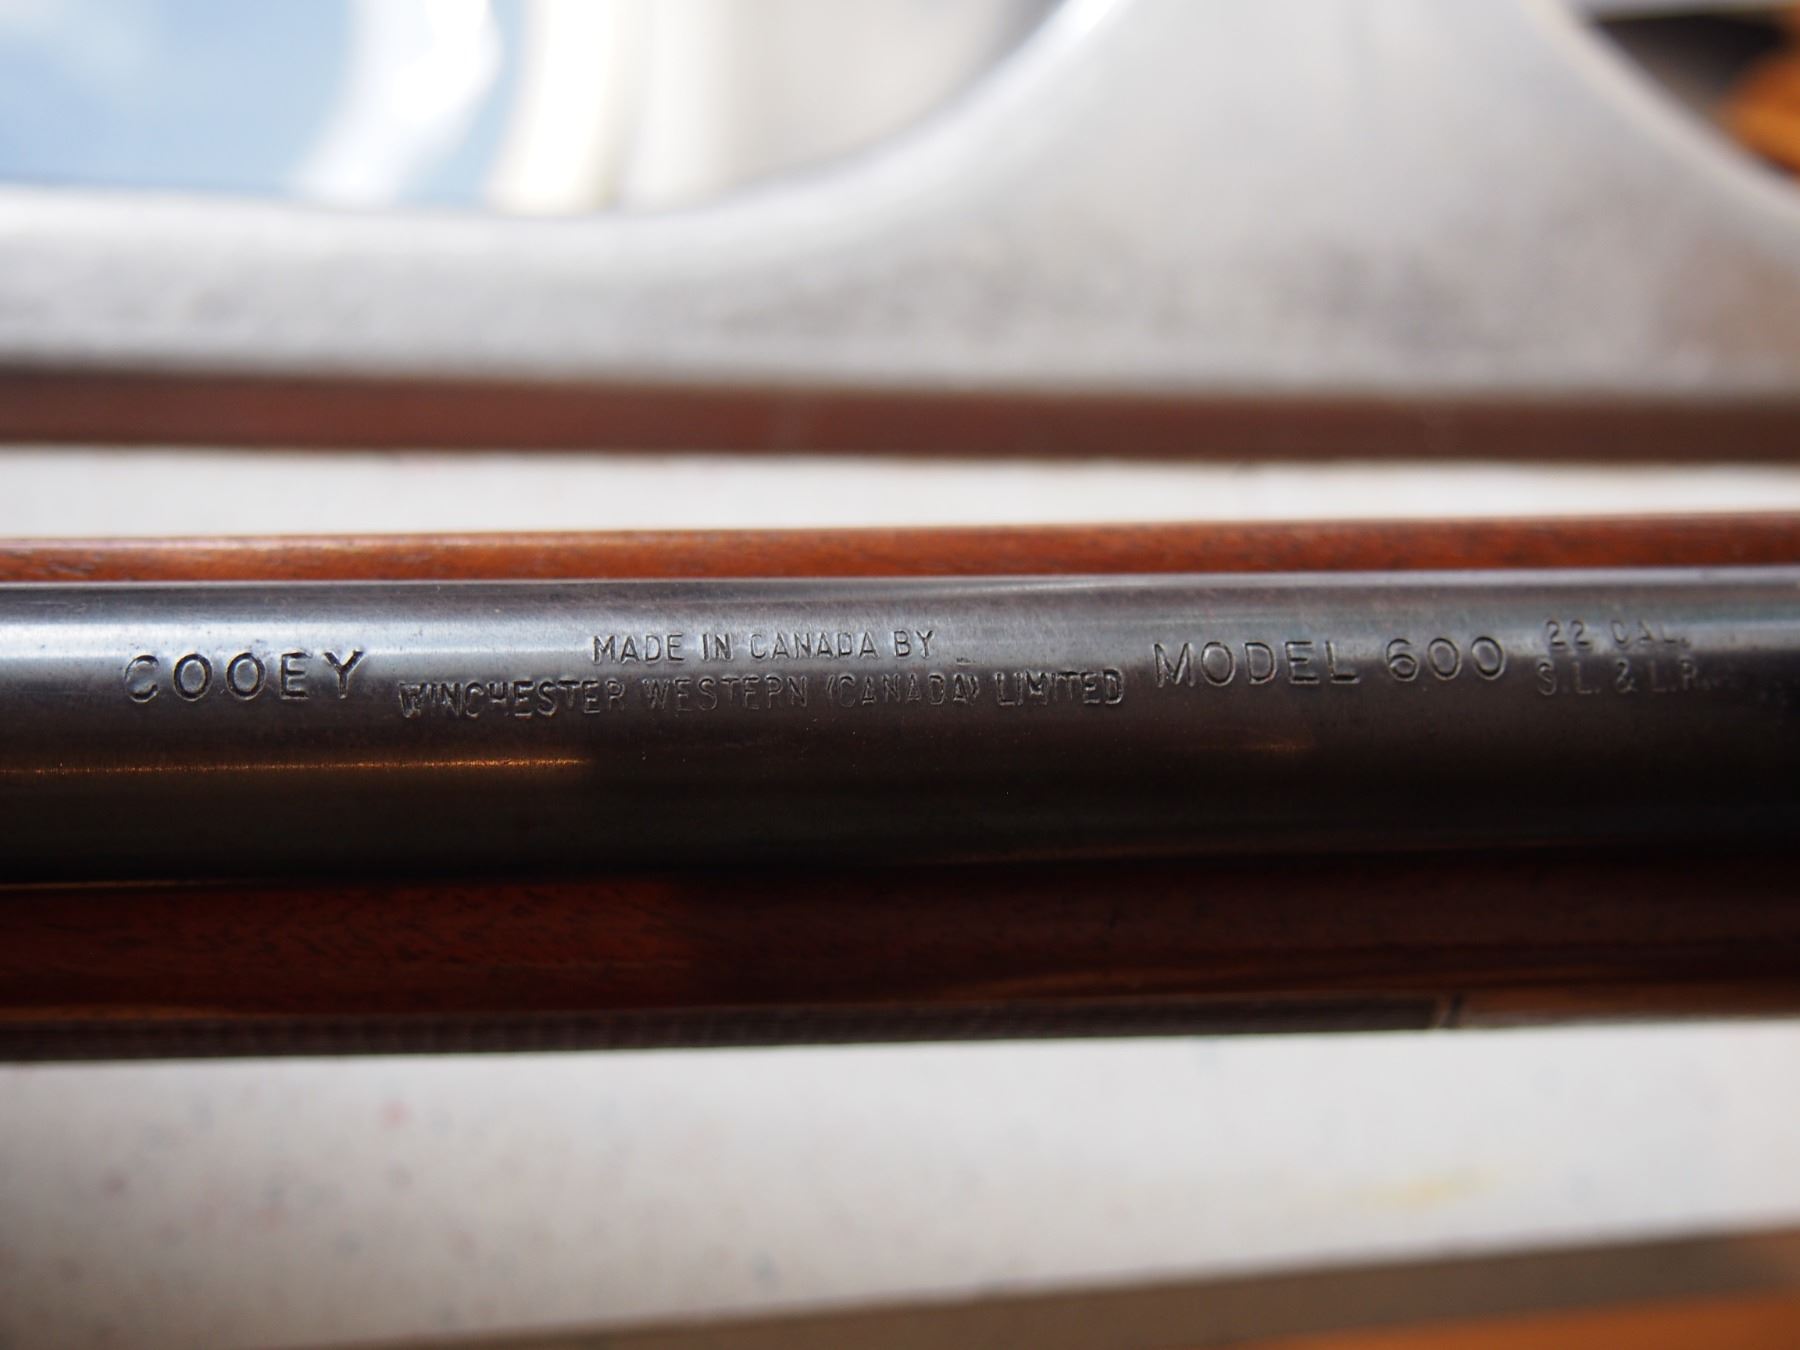 COOEY
MADE IN CANADA BY
WINCHESTER WESTERN (CANADA) LIMITED
MODEL 600
22 CAL.
S.L. & L.R.